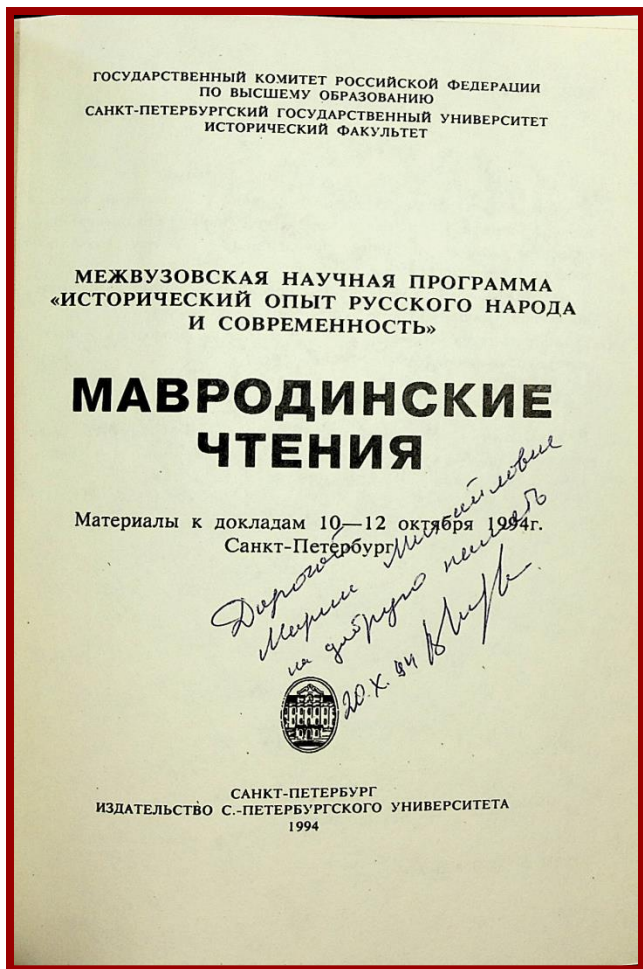 ГОСУДАРСТВЕННЫЙ КОМИТЕТ РОССИЙСКОЙ ФЕДЕРАЦИИ
ПО ВЫСШЕМУ ОБРАЗОВАНИЮ
САНКТ-ПЕТЕРБУРГСКИЙ ГОСУДАРСТВЕННЫЙ УНИВЕРСИТЕТ
ИСТОРИЧЕСКИЙ ФАКУЛЬТЕТ
МЕЖВУЗОВСКАЯ НАУЧНАЯ ПРОГРАММА
«ИСТОРИЧЕСКИЙ ОПЫТ РУССКОГО НАРОДА
И СОВРЕМЕННОСТЬ»
МАВРОДИНСКИЕ
ЧТЕНИЯ
Материалы к докладам 10—12 октября 1994г.
Санкт-Петербург
Дорогой
Марии Михайловне
на добрую память
20.X.94
САНКТ-ПЕТЕРБУРГ
ИЗДАТЕЛЬСТВО С.-ПЕТЕРБУРГСКОГО УНИВЕРСИТЕТА
1994